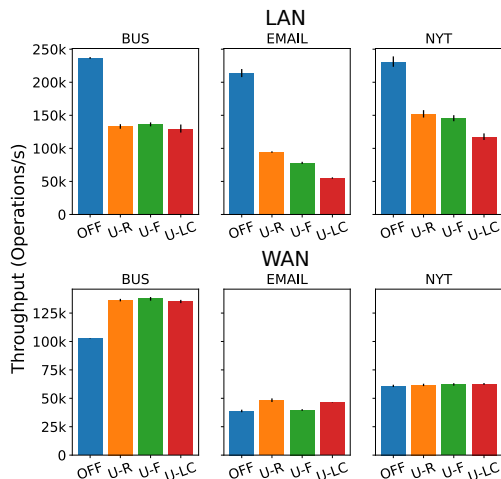 LAN
BUS EMAIL NYT
250k
200k
150k
100k
50k
0
OFF U-R U-F U-LC OFF U-R U-F U-LC OFF U-R U-F U-LC
Throughput (Operations/s)
WAN
BUS EMAIL NYT
125k
100k
75k
50k
25k
0
OFF U-R U-F U-LC OFF U-R U-F U-LC OFF U-R U-F U-LC